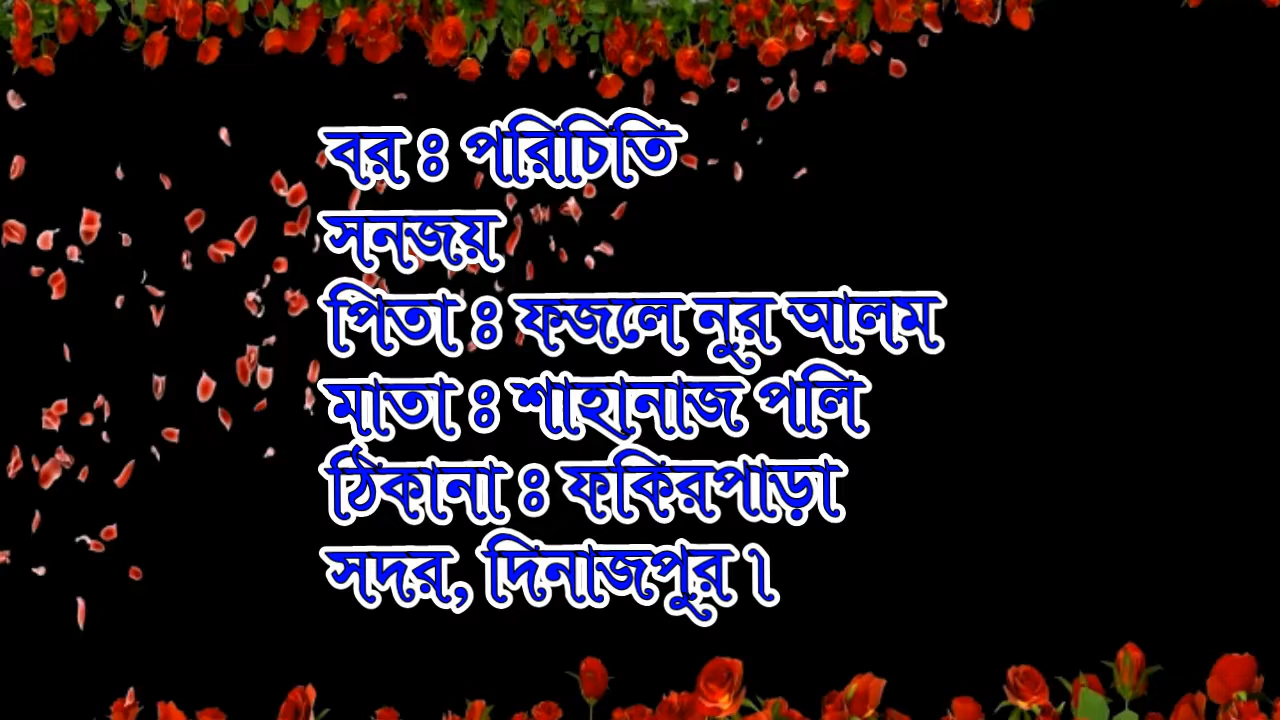 বর ঃ পরিচিতি
সনজয়
পিতা ঃ ফজলে নুর আলম
মাতা ঃ শাহানাজ পলি
ঠিকানা ঃ ফকিরপাড়া
সদর, দিনাজপুর।